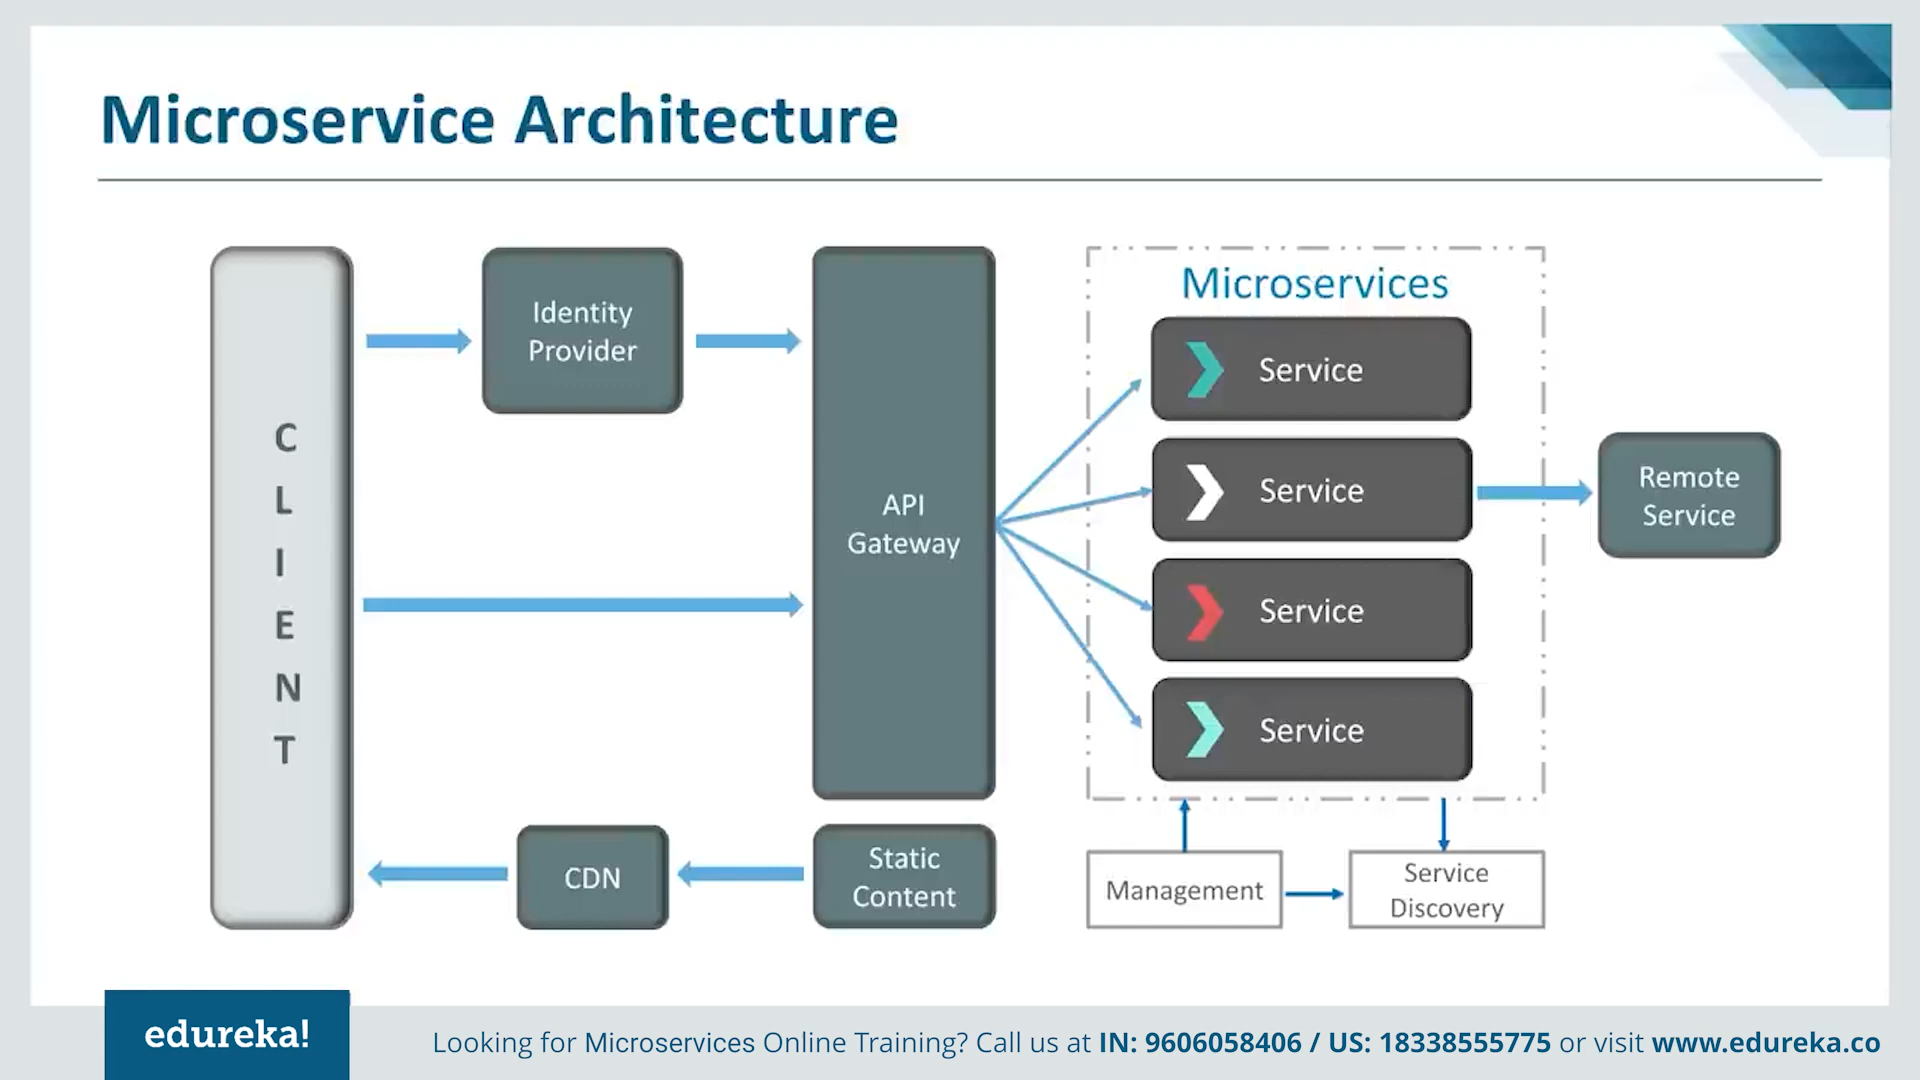 Microservice Architecture
CLIENT
Identity
Provider
API
Gateway
Microservices
Service
Service
Service
Service
Remote
Service
CDN
Static
Content
Management
Service
Discovery
edureka!
Looking for Microservices Online Training? Call us at IN: 9606058406 / US: 18338555775 or visit www.edureka.co